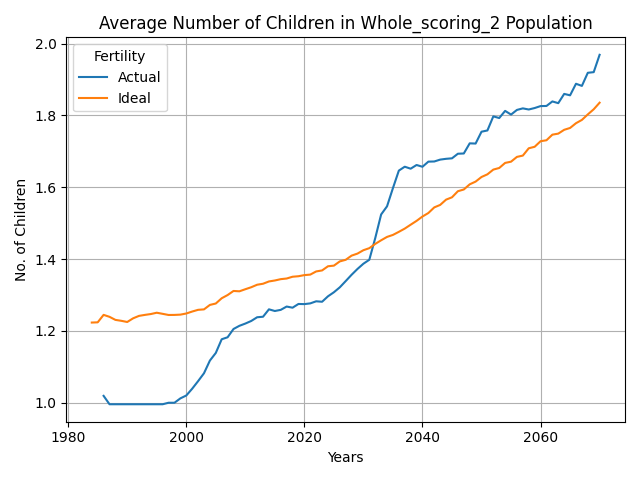 Average Number of Children in Whole_scoring_2 Population
Fertility
Actual
Ideal
No. of Children
2.0
1.8
1.6
1.4
1.2
1.0
1980
2000
2020
2040
2060
Years